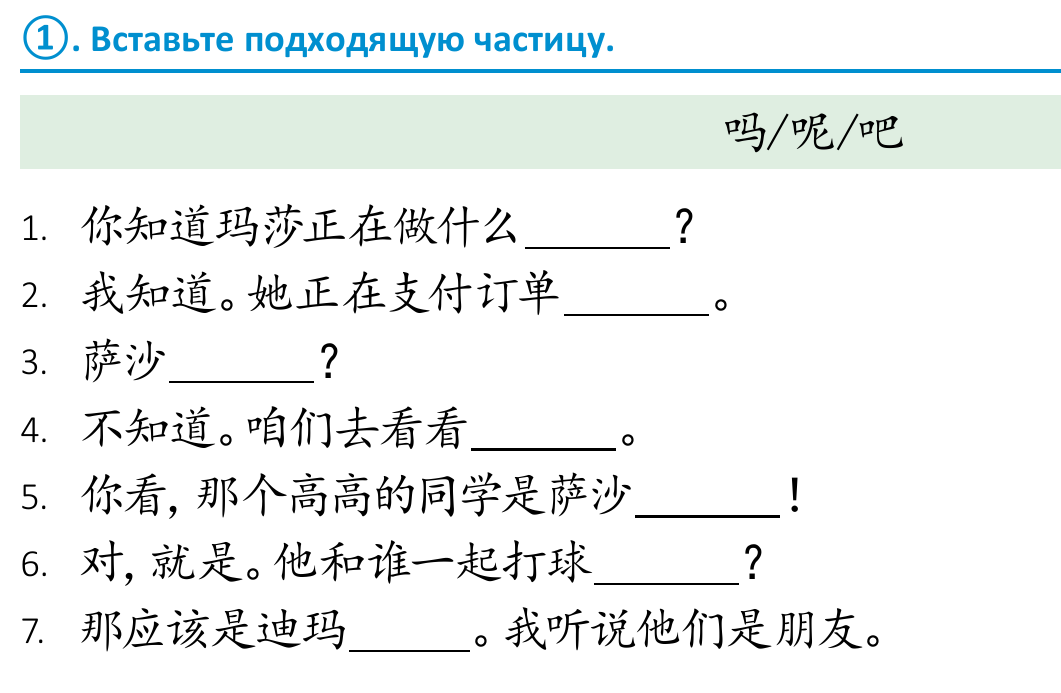 ①. Вставьте подходящую частицу.
吗/呢/吧
1. 你知道玛莎正在做什么______?
2. 我知道。她正在支付订单______。
3. 萨沙______?
4. 不知道。咱们去看看______。
5. 你看, 那个高高的同学是萨沙______!
6. 对, 就是。他和谁一起打球______?
7. 那应该是迪玛_____。我听说他们是朋友。